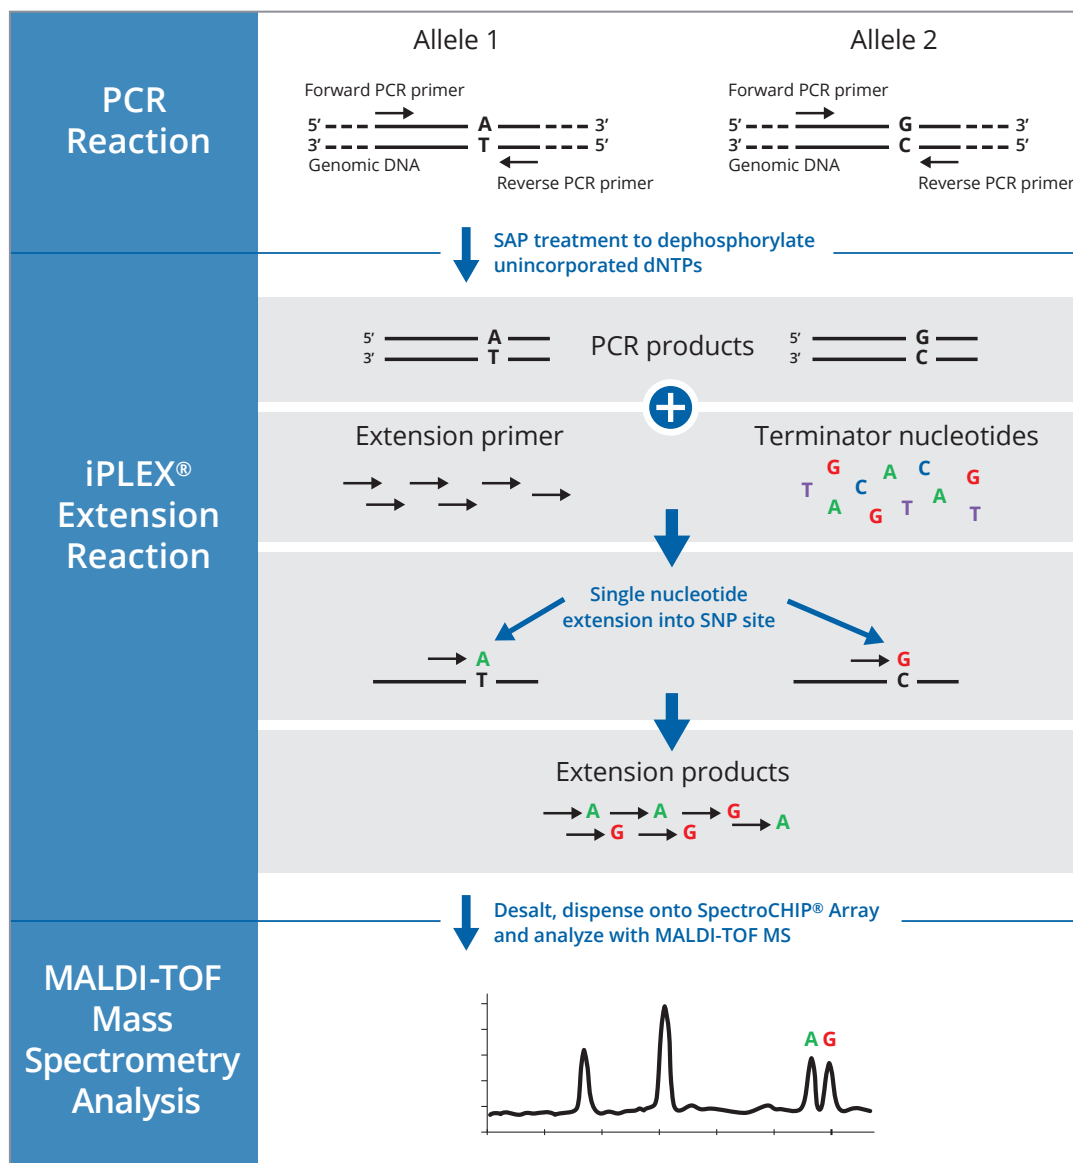 PCR
Reaction
Allele 1
Allele 2
Forward PCR primer
5’ A 3’
3’ T 5’
Genomic DNA
Reverse PCR primer
Forward PCR primer
5’ G 3’
3’ C 5’
Genomic DNA
Reverse PCR primer
SAP treatment to dephosphorylate
unincorporated dNTPs
iPLEX®
Extension
Reaction
5’ A
3’ T
PCR products
5’ G
3’ C
Extension primer
Terminator nucleotides
G A C G
T C A
A G T T
Single nucleotide
extension into SNP site
A
T
G
C
Extension products
A A G A
G G
Desalt, dispense onto SpectroCHIP® Array
and analyze with MALDI-TOF MS
MALDI-TOF
Mass
Spectrometry
Analysis
A G